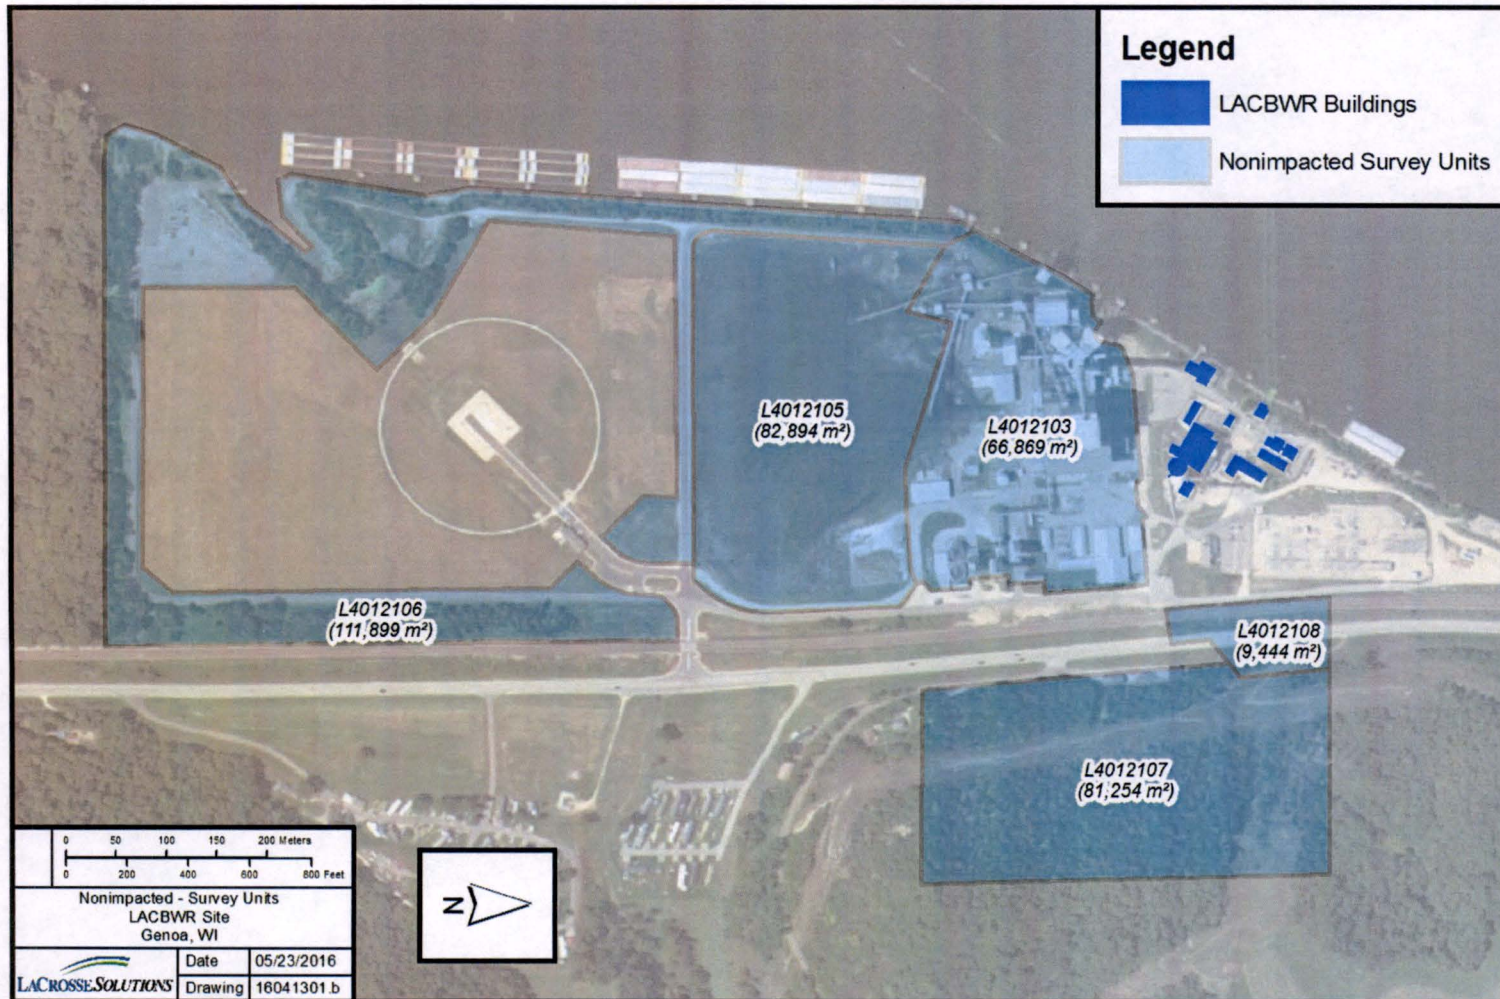 Legend
LACBWR Buildings
Nonimpacted Survey Units
L4012105
(82,894 m²)
L4012103
(66,869 m²)
L4012106
(111,899 m²)
L4012108
(9,444 m²)
L4012107
(81,254 m²)
0 50 100 150 200 Meters
0 200 400 600 800 Feet
Nonimpacted - Survey Units
LACBWR Site
Genoa, WI
LACROSSESOLUTIONS
Date 05/23/2016
Drawing 16041301.b
N